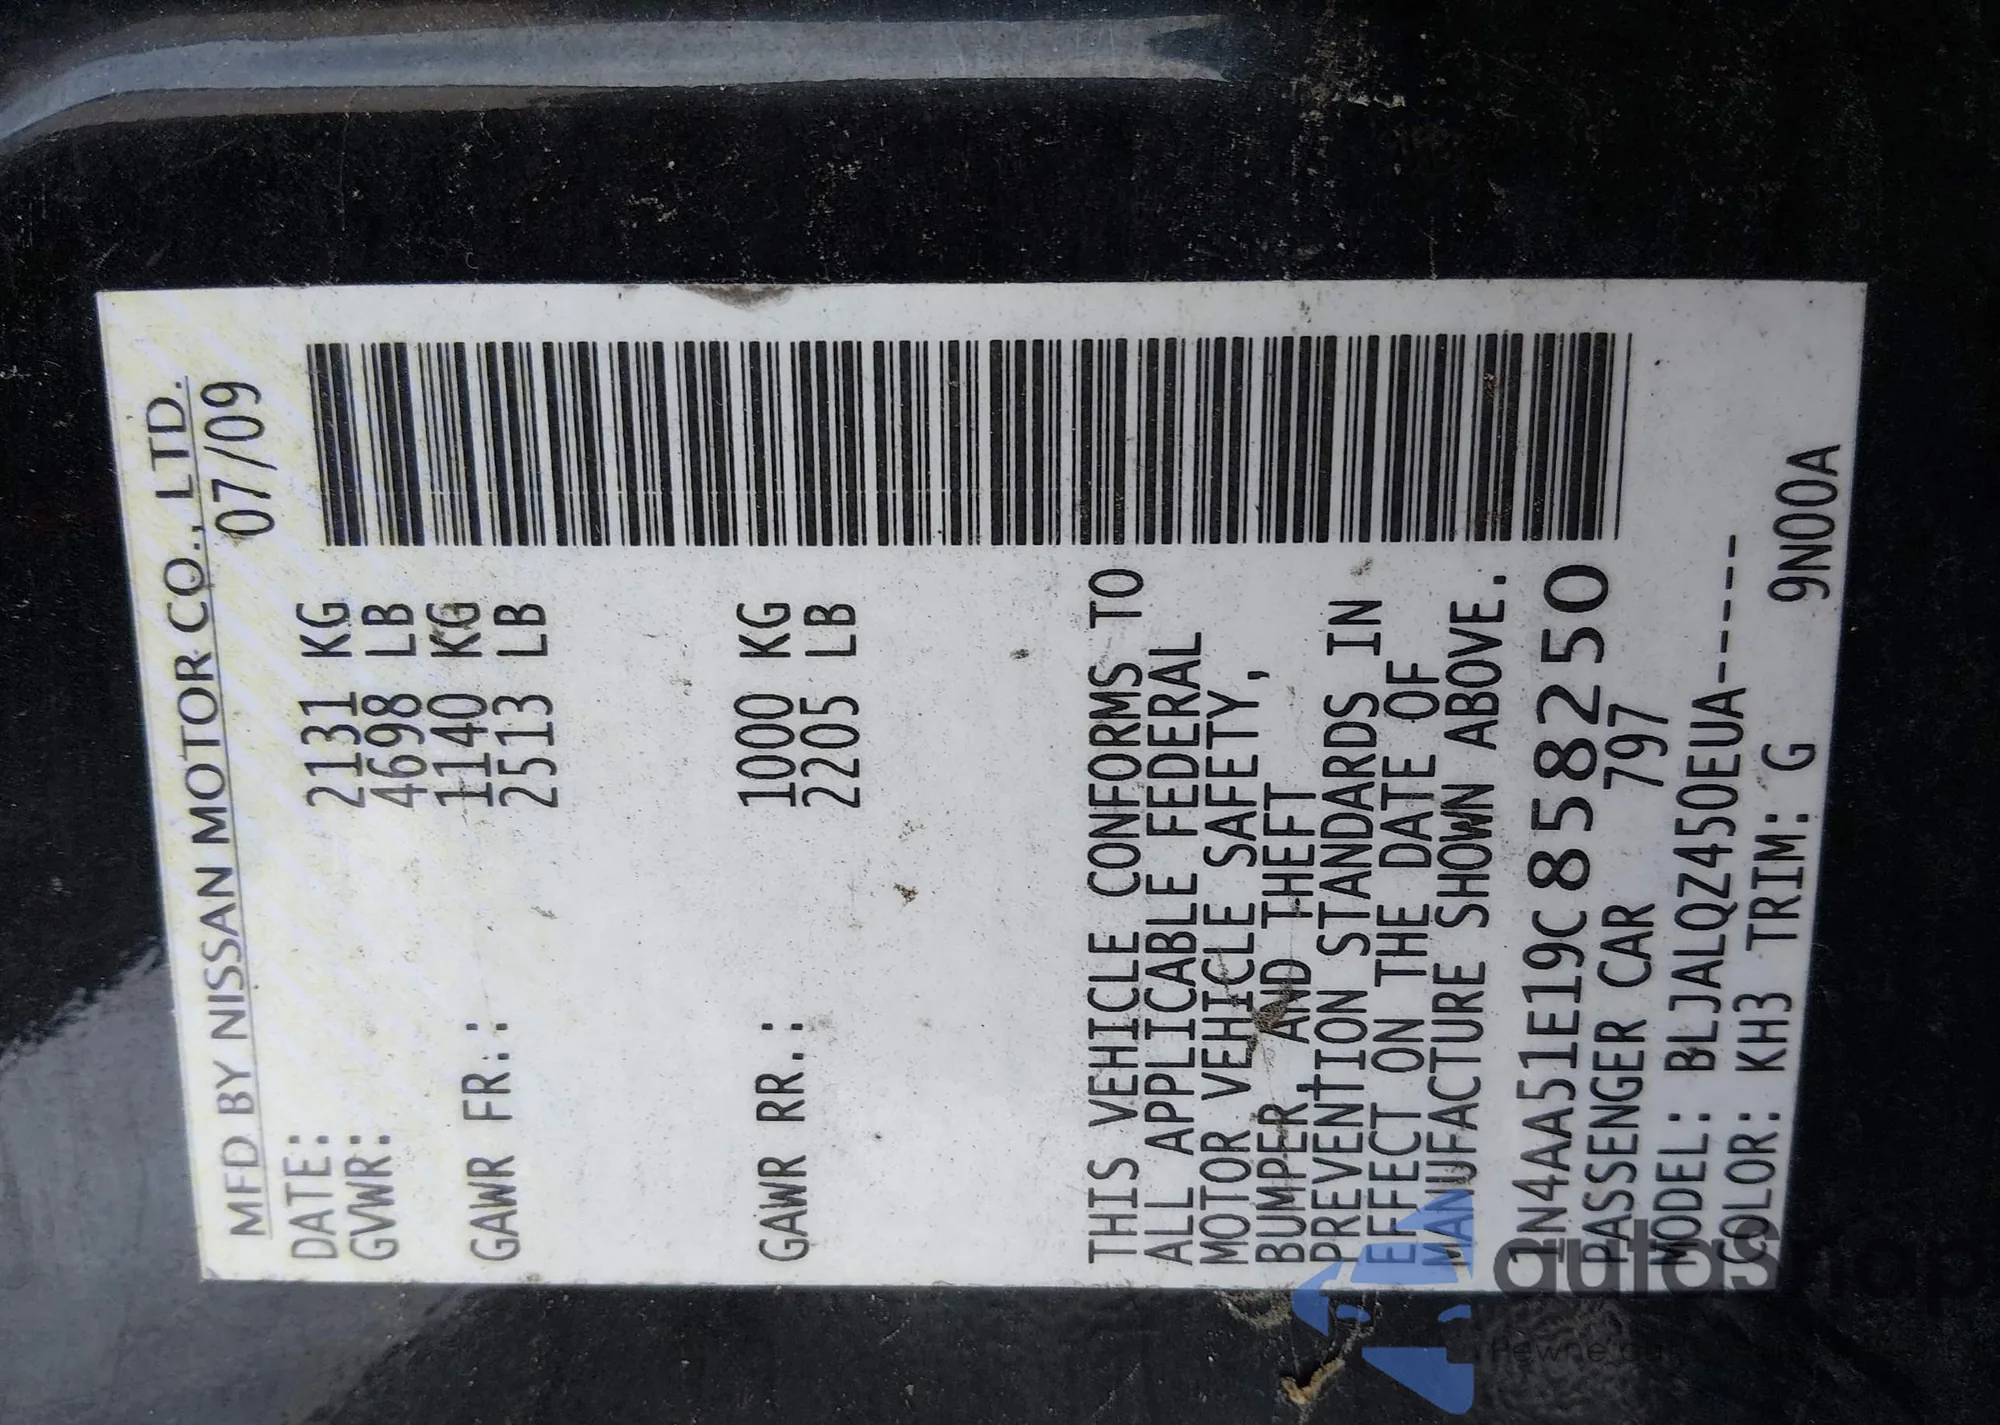 MFD BY NISSAN MOTOR CO., LTD.
DATE: 07/09
GVWR: 2131 KG
4698 LB
GAWR FR.: 1140 KG
2513 LB
GAWR RR.: 1000 KG
2205 LB
THIS VEHICLE CONFORMS TO
ALL APPLICABLE FEDERAL
MOTOR VEHICLE SAFETY,
BUMPER, AND THEFT
PREVENTION STANDARDS IN
EFFECT ON THE DATE OF
MANUFACTURE SHOWN ABOVE.
1N4AA51E19C858250
PASSENGER CAR 797
MODEL: BLJALQZ450EUA-----
COLOR: KH3 TRIM: G 9N00A
autasnap
Pewne aut